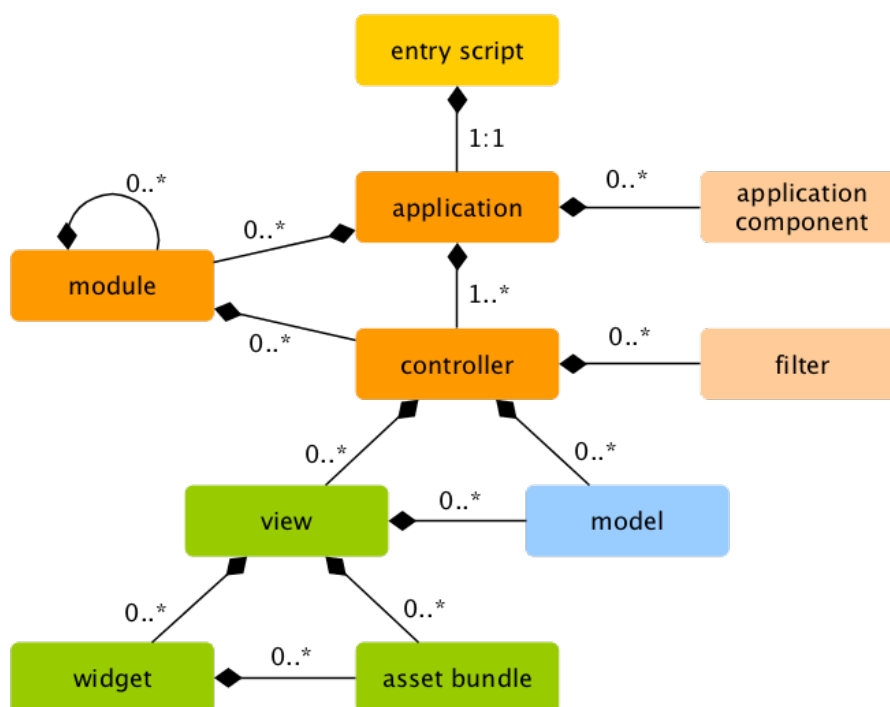 entry script
1:1
0..*
0..*
application
0..*
application
component
module
1..*
0..*
controller
0..*
filter
0..*
0..*
view
0..*
model
0..*
0..*
widget
0..*
asset bundle